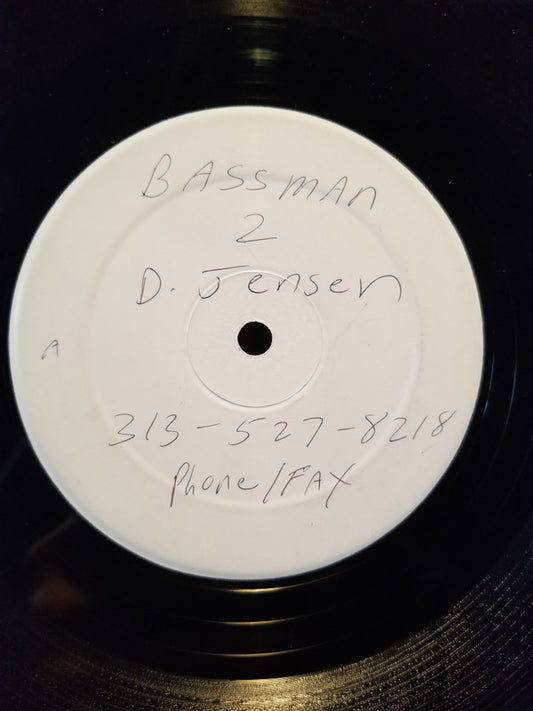 BASSMAN
2
D. Jensen
A
313-527-8218
Phone/FAX